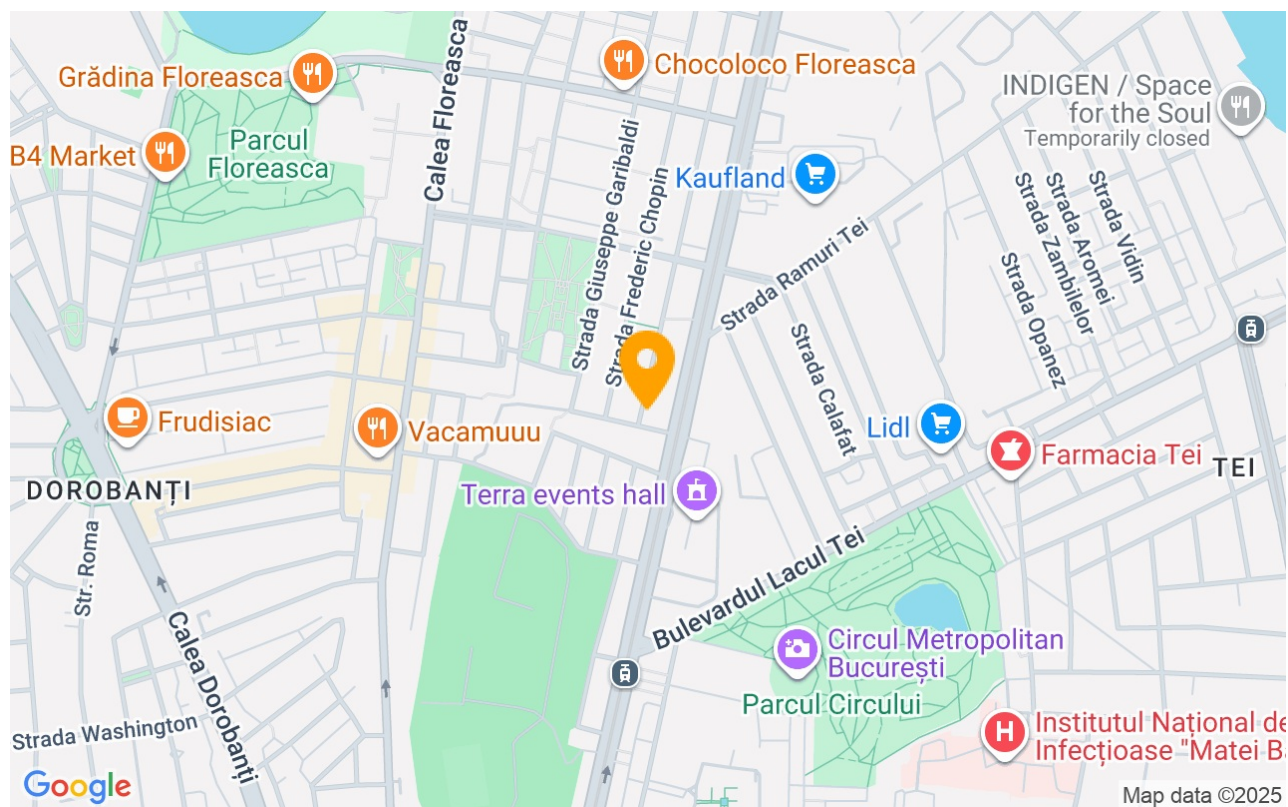 Grădina Floreasca
Calea Floreasca
Chocoloco Floreasca
INDIGEN / Space
for the Soul
Temporarily closed
B4 Market
Parcul
Floreasca
Strada Giuseppe Garibaldi
Strada Frederic Chopin
Kaufland
Strada Ramuri Tei
Strada Vidin
Strada Aromei
Strada Zambilelor
Strada Opanez
Strada Calafat
Frudisiac
Vacamuuu
Lidl
Farmacia Tei
TEI
DOROBANȚI
Terra events hall
Str. Roma
Bulevardul Lacul Tei
Calea Dorobanți
Circul Metropolitan
București
Parcul Circului
Strada Washington
Institutul Național de
Infecțioase "Matei B
Google
Map data ©2025